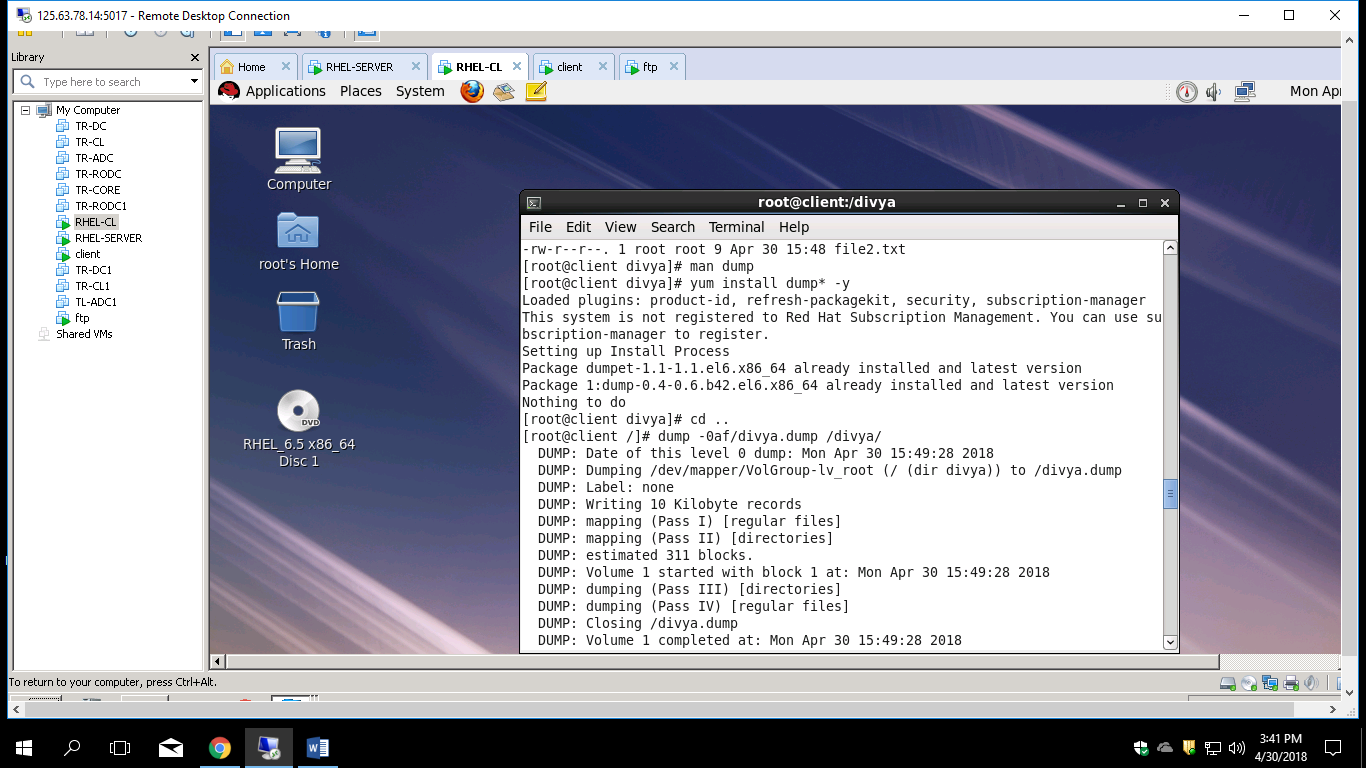 125.63.78.14:5017 - Remote Desktop Connection
Library
Type here to search
My Computer
TR-DC
TR-CL
TR-ADC
TR-RODC
TR-CORE
TR-RODC1
RHEL-CL
RHEL-SERVER
client
TR-DC1
TR-CL1
TL-ADC1
ftp
Shared VMs
Home
RHEL-SERVER
RHEL-CL
client
ftp
Applications Places System
Mon Apr
Computer
root's Home
Trash
DVD
RHEL_6.5 x86_64
Disc 1
root@client:/divya
File Edit View Search Terminal Help
-rw-r--r--. 1 root root 9 Apr 30 15:48 file2.txt
[root@client divya]# man dump
[root@client divya]# yum install dump* -y
Loaded plugins: product-id, refresh-packagekit, security, subscription-manager
This system is not registered to Red Hat Subscription Management. You can use su
bscription-manager to register.
Setting up Install Process
Package dumpet-1.1-1.1.el6.x86_64 already installed and latest version
Package 1:dump-0.4-0.6.b42.el6.x86_64 already installed and latest version
Nothing to do
[root@client divya]# cd ..
[root@client /]# dump -0af/divya.dump /divya/
  DUMP: Date of this level 0 dump: Mon Apr 30 15:49:28 2018
  DUMP: Dumping /dev/mapper/VolGroup-lv_root (/ (dir divya)) to /divya.dump
  DUMP: Label: none
  DUMP: Writing 10 Kilobyte records
  DUMP: mapping (Pass I) [regular files]
  DUMP: mapping (Pass II) [directories]
  DUMP: estimated 311 blocks.
  DUMP: Volume 1 started with block 1 at: Mon Apr 30 15:49:28 2018
  DUMP: dumping (Pass III) [directories]
  DUMP: dumping (Pass IV) [regular files]
  DUMP: Closing /divya.dump
  DUMP: Volume 1 completed at: Mon Apr 30 15:49:28 2018
To return to your computer, press Ctrl+Alt.
3:41 PM
4/30/2018